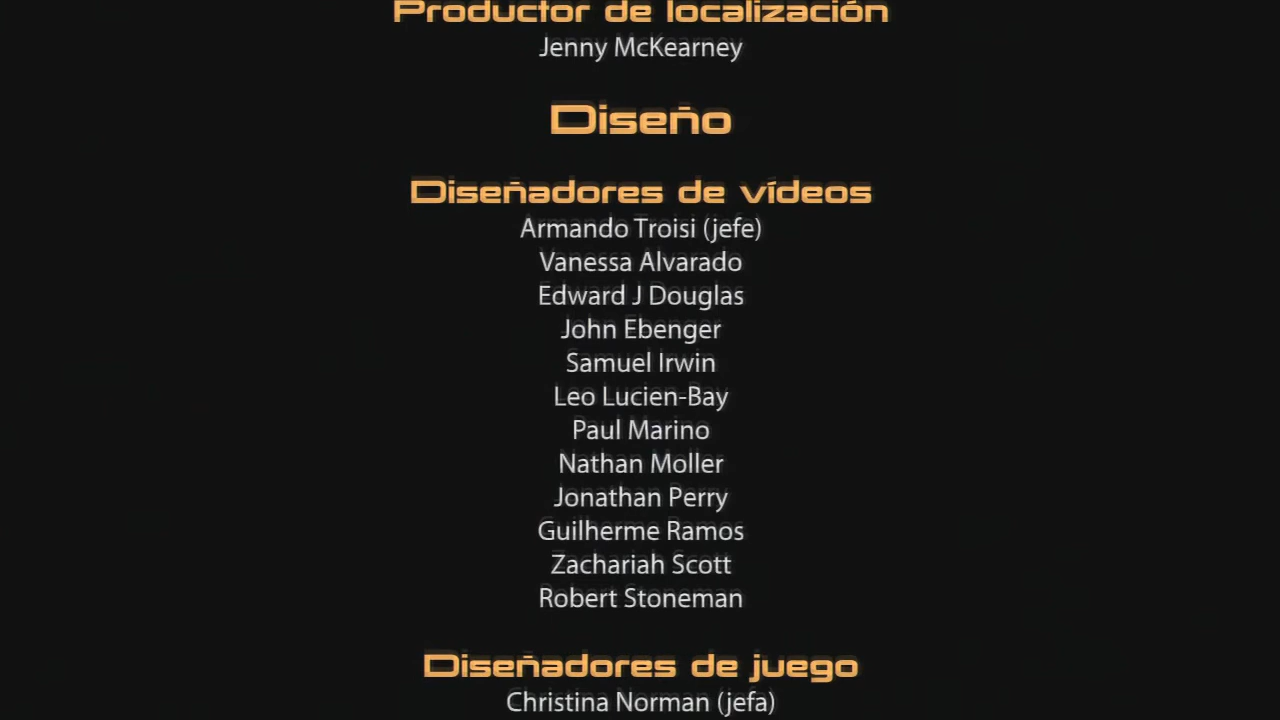 Productor de localización
Jenny McKearney
Diseño
Diseñadores de vídeos
Armando Troisi (jefe)
Vanessa Alvarado
Edward J Douglas
John Ebenger
Samuel Irwin
Leo Lucien-Bay
Paul Marino
Nathan Moller
Jonathan Perry
Guilherme Ramos
Zachariah Scott
Robert Stoneman
Diseñadores de juego
Christina Norman (jefa)